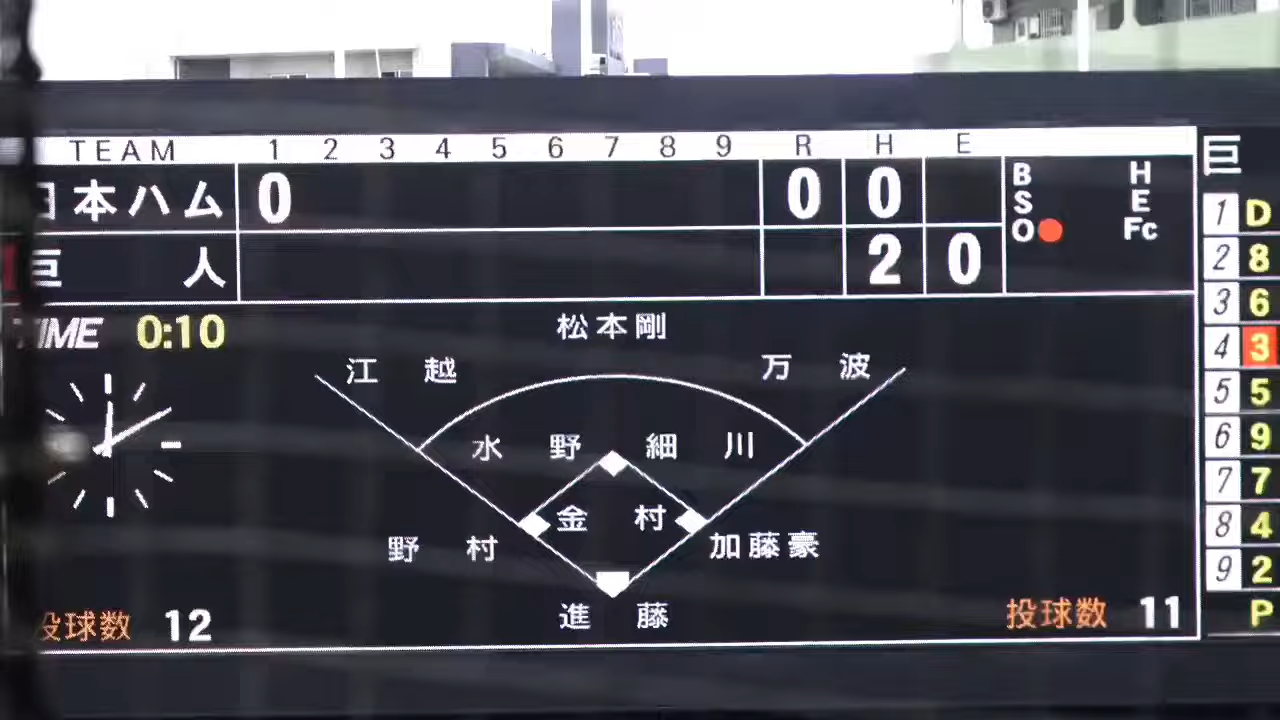 TEAM 1 2 3 4 5 6 7 8 9 R H E
日本ハム 0 0 0
巨人 2 0
B H
S E
O Fc
TIME 0:10
松本剛
江越 万波
水野 細川
金村
野村 加藤豪
進藤
投球数 12
投球数 11
巨
1 D
2 8
3 6
4 3
5 5
6 9
7 7
8 4
9 2
P